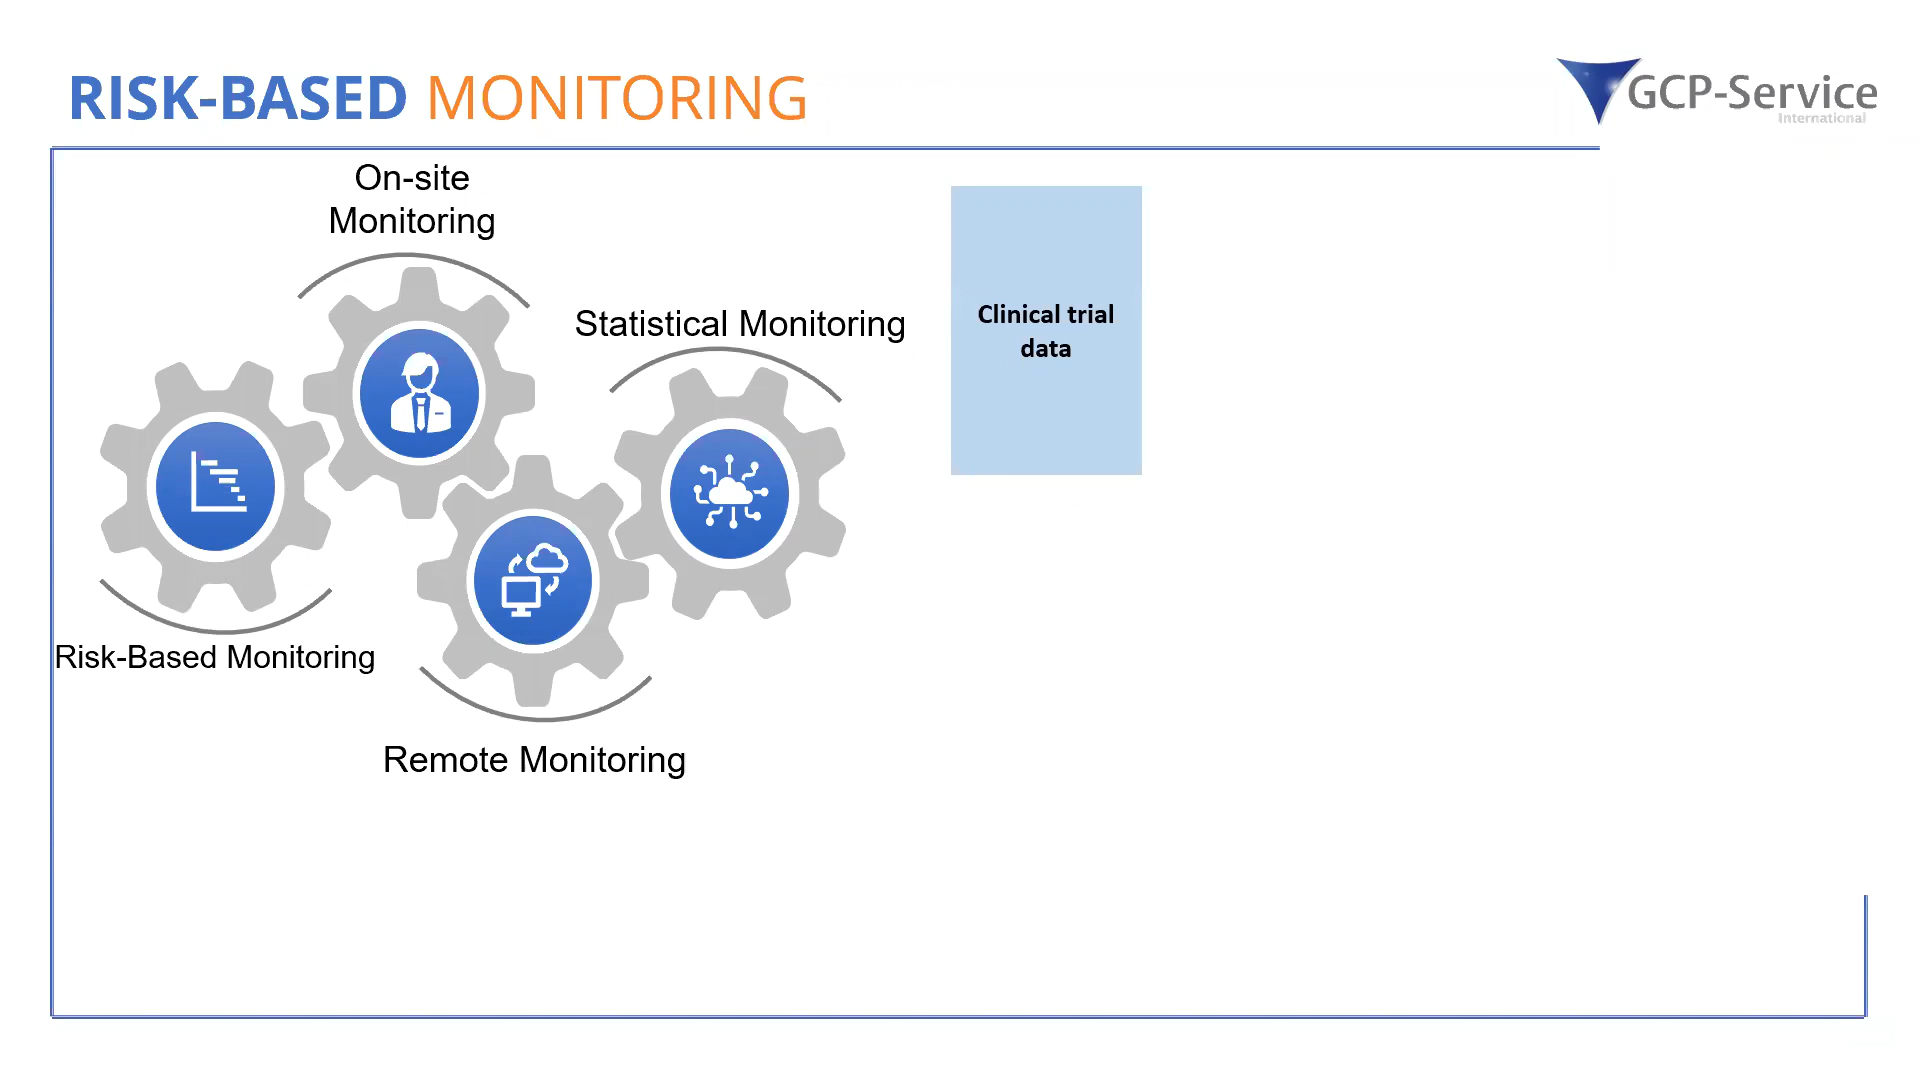 RISK-BASED MONITORING
GCP-Service
International
On-site
Monitoring
Statistical Monitoring
Clinical trial
data
Risk-Based Monitoring
Remote Monitoring